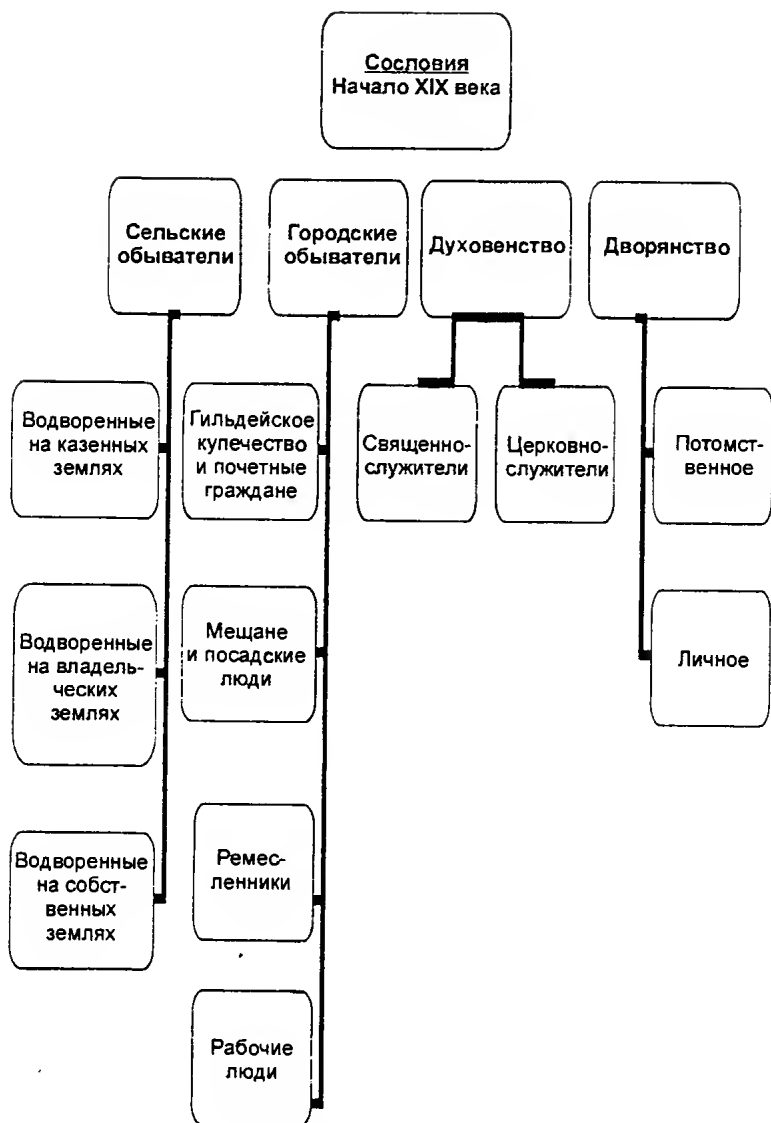 Сословия
Начало XIX века
Сельские
обыватели
Городские
обыватели
Духовенство
Дворянство
Водворенные
на казенных
землях
Гильдейское
купечество
и почетные
граждане
Священно-
служители
Церковно-
служители
Потомст-
венное
Водворенные
на владель-
ческих
землях
Мещане
и посадские
люди
Личное
Водворенные
на собст-
венных
землях
Ремес-
ленники
Рабочие
люди